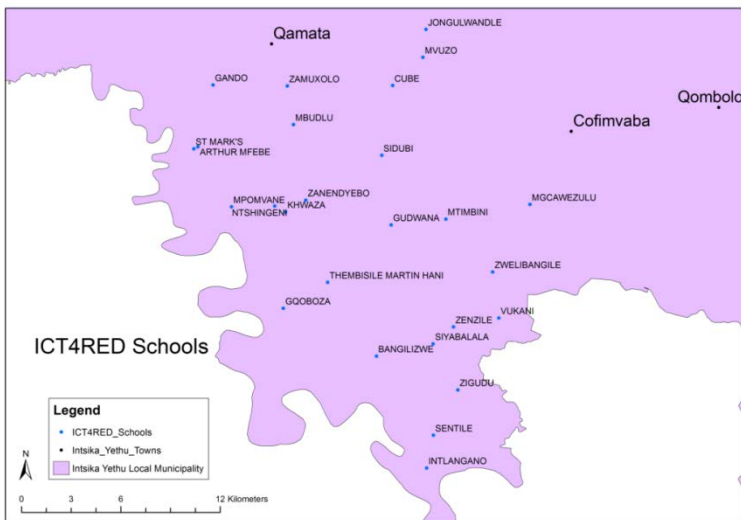 JONGULWANDLE
Qamata
MVUZO
GANDO
ZAMUXOLO
CUBE
Qombolo
MBUDLU
Cofimvaba
ST MARK'S
ARTHUR MFEBE
SIDUBI
ZANENDYEBO
MPOMVANE
KHWAZA
NTSHINGENI
MGCAWEZULU
GUDWANA
MTIMBINI
ZWELIBANGILE
THEMBISILE MARTIN HANI
GQOBOZA
VUKANI
ZENZILE
SIYABALALA
ICT4RED Schools
BANGILIZWE
ZIGUDU
Legend
ICT4RED_Schools
Intsika_Yethu_Towns
Intsika Yethu Local Municipality
SENTILE
INTLANGANO
N
0 3 6 12 Kilometers